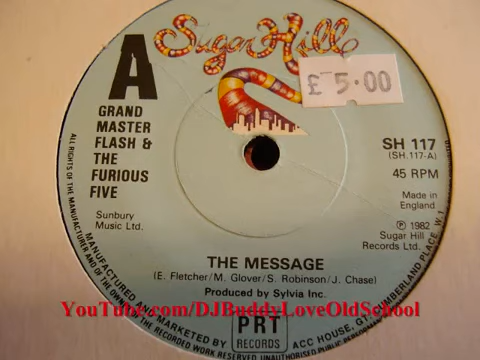 Sugar Hill
£5.00
A
GRAND
MASTER
FLASH &
THE
FURIOUS
FIVE
Sunbury
Music Ltd.
SH 117
(SH.117-A)
45 RPM
Made in
England
℗ 1982
Sugar Hill
Records Ltd.
THE MESSAGE
(E. Fletcher/M. Glover/S. Robinson/J. Chase)
Produced by Sylvia Inc.
YouTube.com/DJBuddyLoveOldSchool
PRT
RECORDS
ALL RIGHTS OF THE MANUFACTURER AND OF THE
MANUFACTURED AND MARKETED BY
ACC HOUSE,
CUMBERLAND PLACE W.1
OF THE RECORDED WORK RESERVED UNAUTHORISED PUBLIC